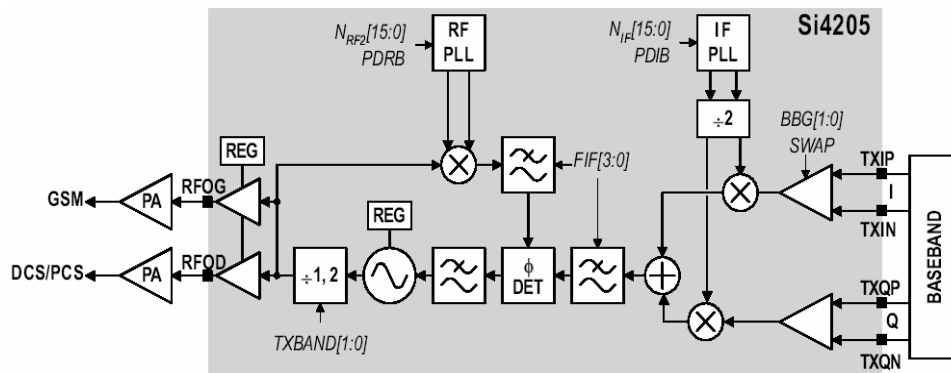 N_RF2[15:0]
PDRB
RF
PLL
N_IF[15:0]
PDIB
IF
PLL
Si4205
÷2
BBG[1:0]
SWAP
REG
FIF[3:0]
TXIP
I
TXIN
GSM
PA
RFOG
REG
DCS/PCS
PA
RFOD
÷1, 2
ϕ
DET
TXBAND[1:0]
TXQP
Q
TXQN
BASEBAND